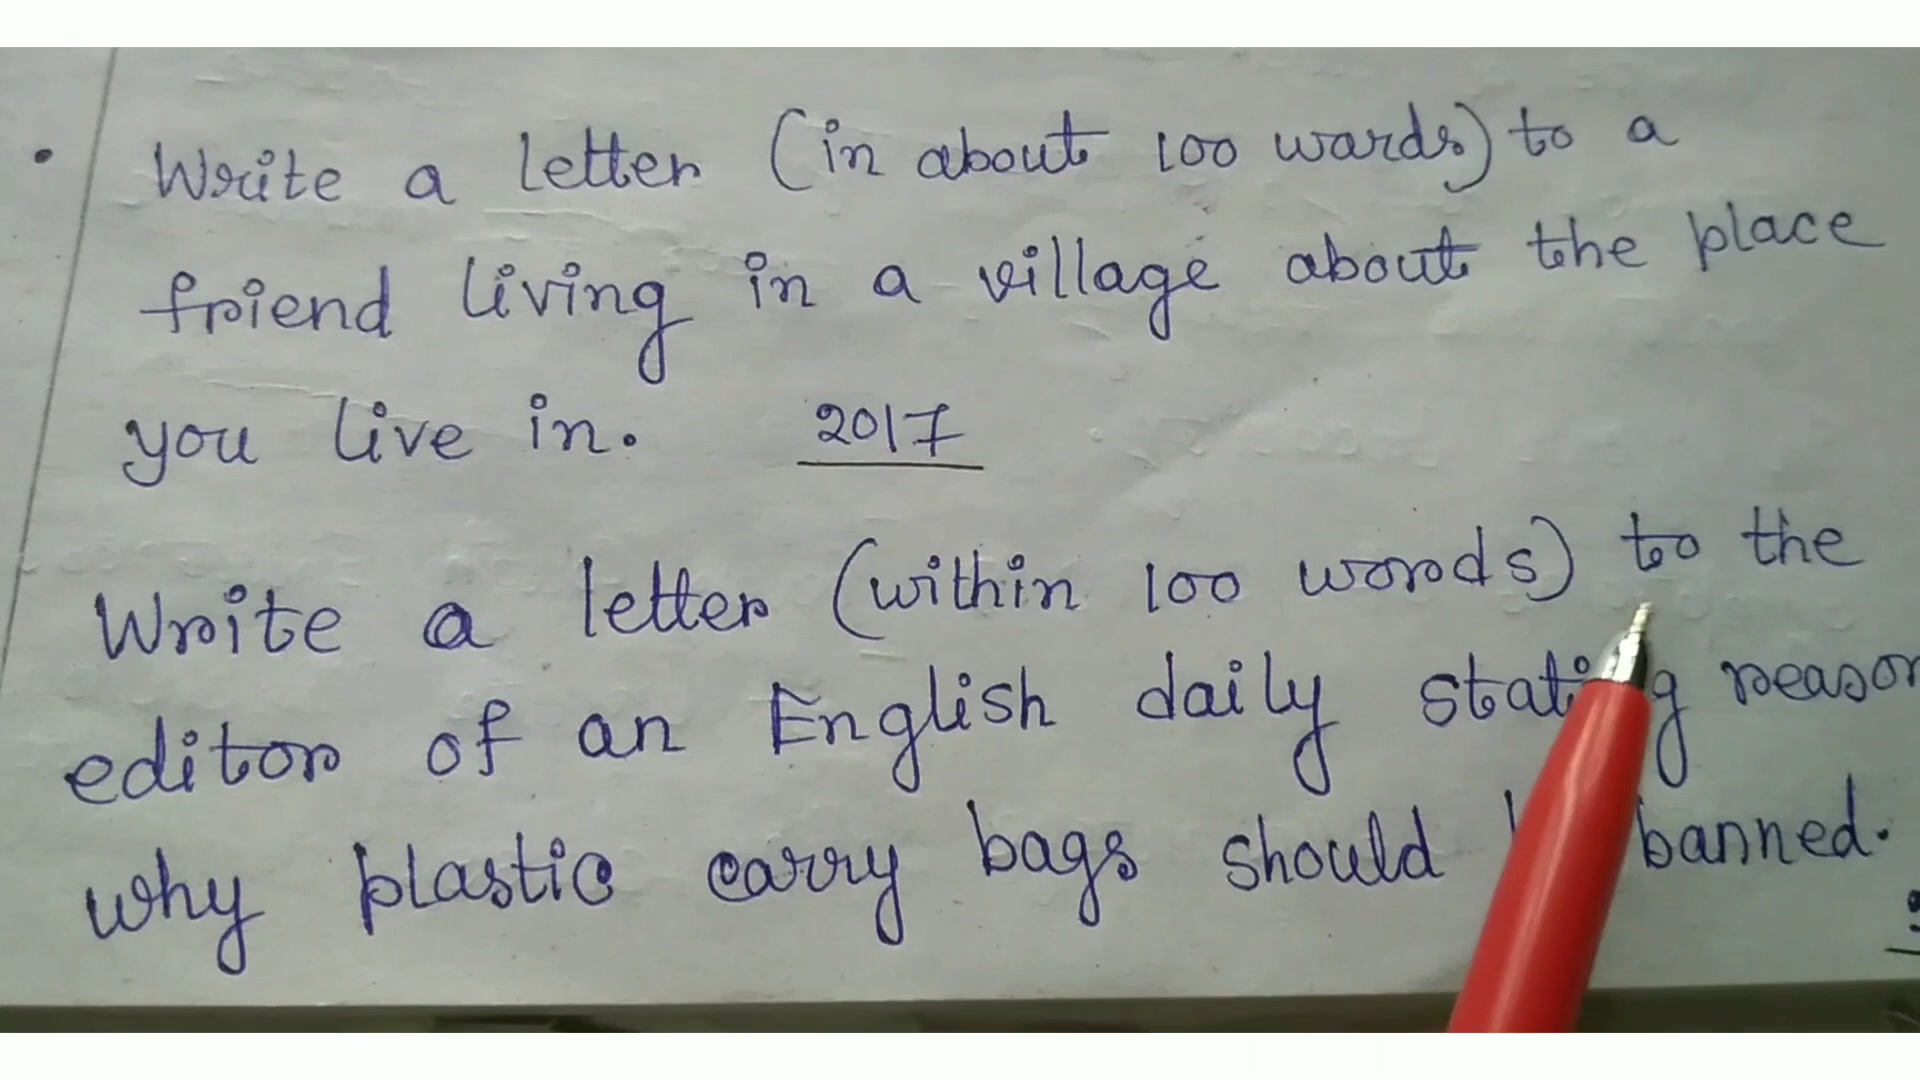 Write a letter (in about 100 wards) to a
friend living in a village about the place
you live in. 2017
Write a letter (within 100 words) to the
editor of an English daily reason
why plastic carry bags should banned.